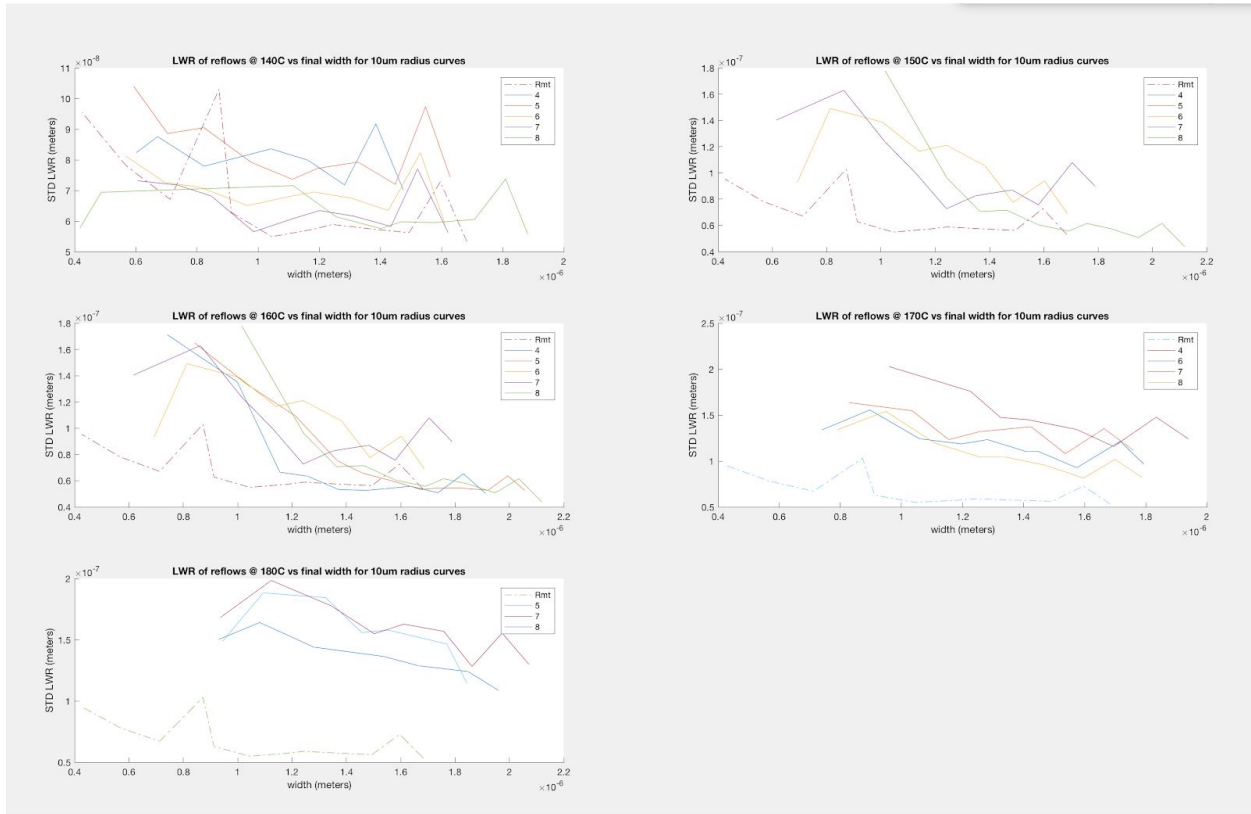 LWR of reflows @ 140C vs final width for 10um radius curves
×10⁻⁸
11
10
9
8
7
6
5
STD LWR (meters)
0.4 0.6 0.8 1 1.2 1.4 1.6 1.8 2
width (meters)
×10⁻⁶
Rmt
4
5
6
7
8
LWR of reflows @ 150C vs final width for 10um radius curves
×10⁻⁷
1.8
1.6
1.4
1.2
1
0.8
0.6
0.4
STD LWR (meters)
0.4 0.6 0.8 1 1.2 1.4 1.6 1.8 2 2.2
width (meters)
×10⁻⁶
Rmt
4
5
6
7
8
LWR of reflows @ 160C vs final width for 10um radius curves
×10⁻⁷
1.8
1.6
1.4
1.2
1
0.8
0.6
0.4
STD LWR (meters)
0.4 0.6 0.8 1 1.2 1.4 1.6 1.8 2 2.2
width (meters)
×10⁻⁶
Rmt
4
5
6
7
8
LWR of reflows @ 170C vs final width for 10um radius curves
×10⁻⁷
2.5
2
1.5
1
0.5
STD LWR (meters)
0.4 0.6 0.8 1 1.2 1.4 1.6 1.8 2
width (meters)
×10⁻⁶
Rmt
4
6
7
8
LWR of reflows @ 180C vs final width for 10um radius curves
×10⁻⁷
2
1.5
1
0.5
STD LWR (meters)
0.4 0.6 0.8 1 1.2 1.4 1.6 1.8 2 2.2
width (meters)
×10⁻⁶
Rmt
5
7
8